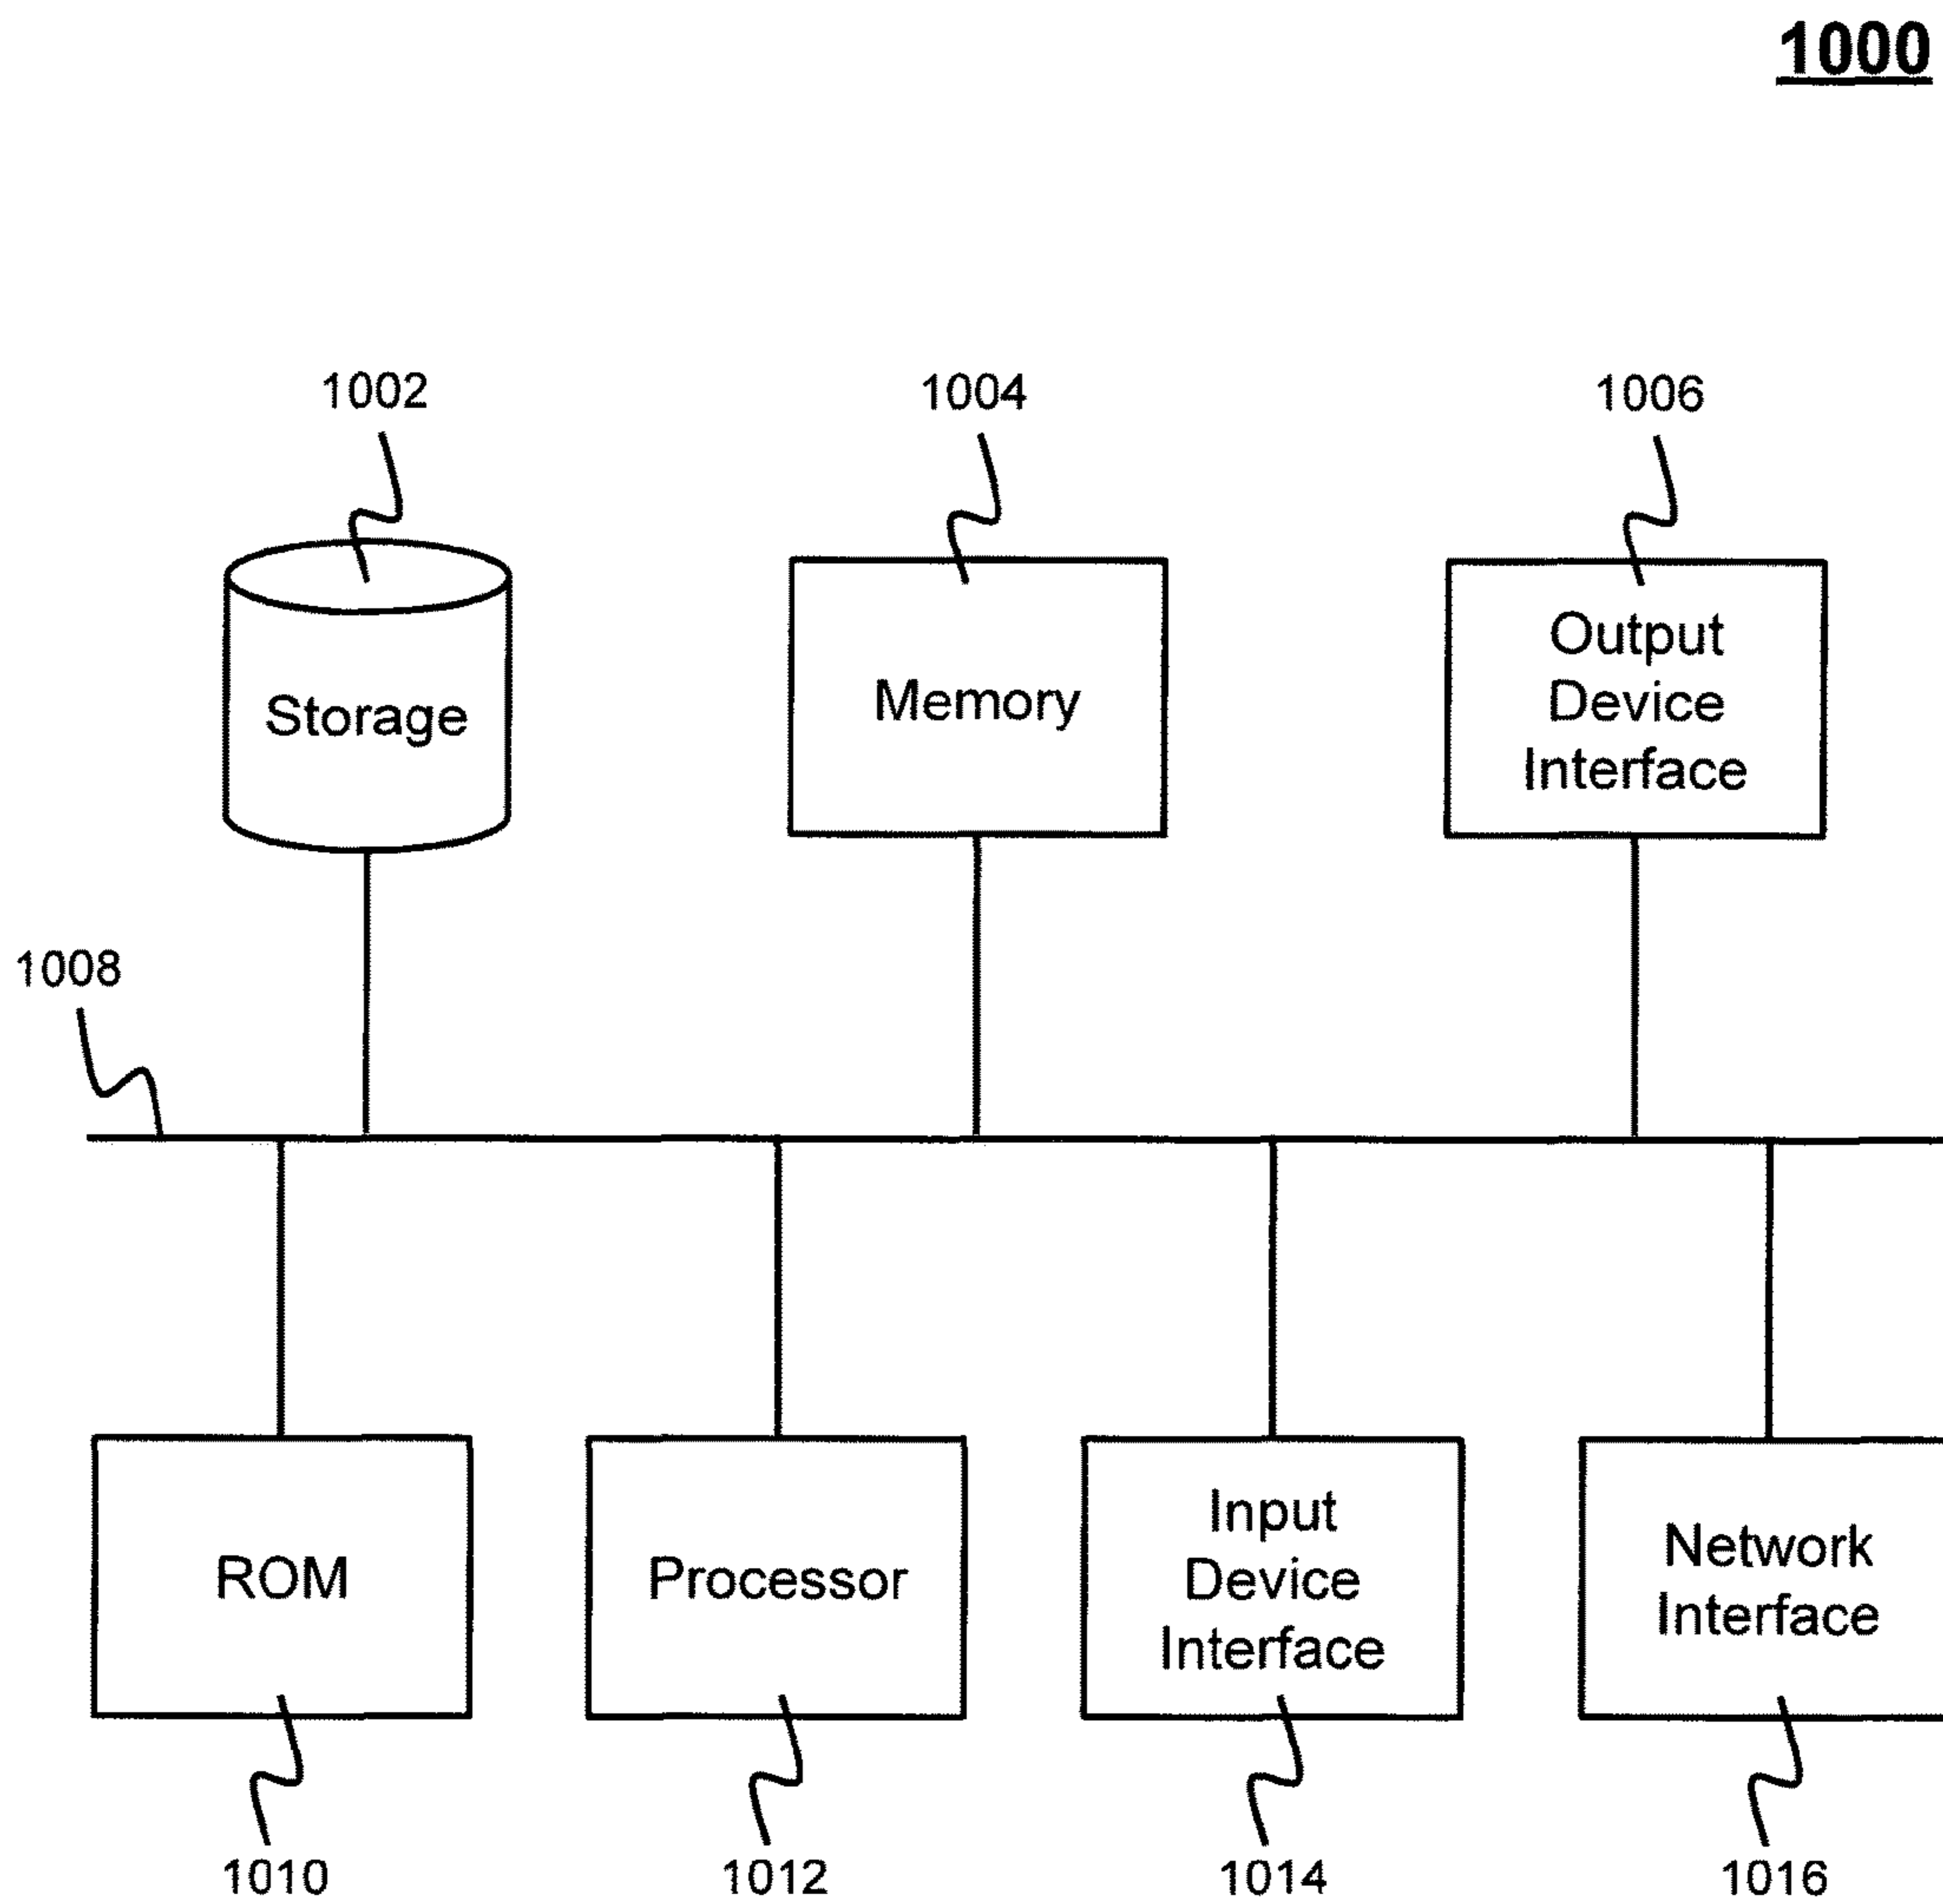 1000
1002
1004
1006
Storage
Memory
Output
Device
Interface
1008
ROM
Processor
Input
Device
Interface
Network
Interface
1010
1012
1014
1016